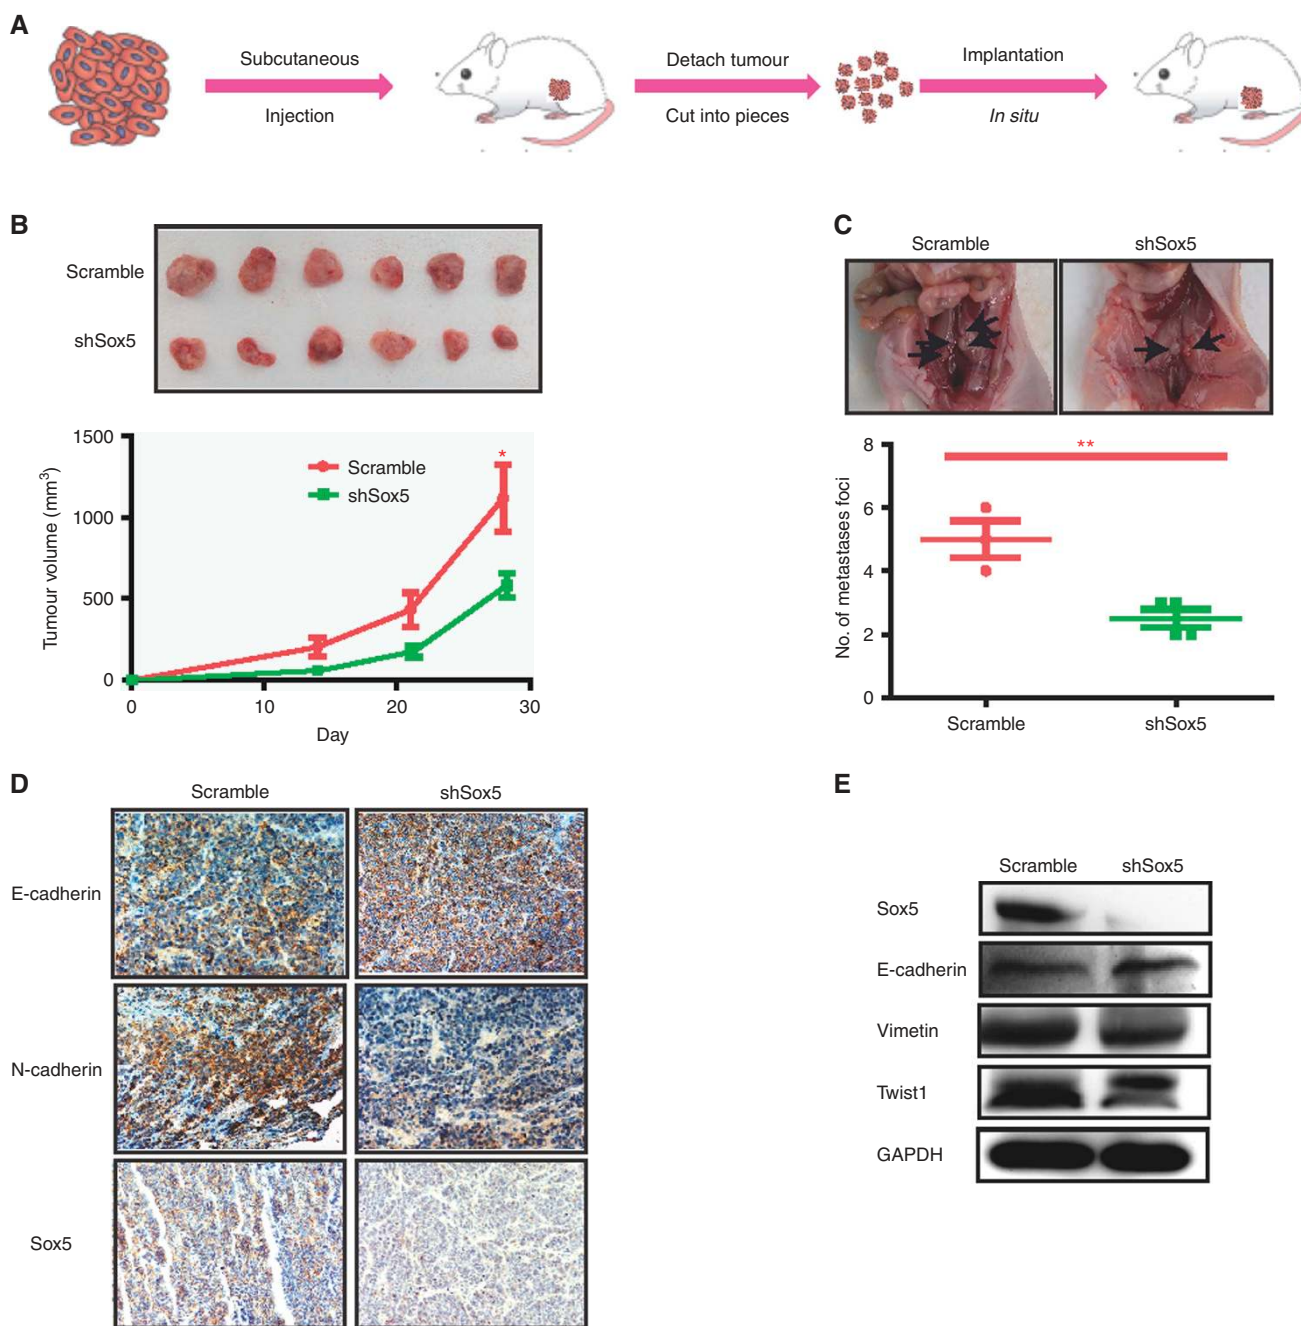 A
Subcutaneous
Injection
Detach tumour
Cut into pieces
Implantation
In situ
B
Scramble
shSox5
1500
1000
500
0
Tumour volume (mm³)
Scramble
shSox5
*
0
10
20
30
Day
C
Scramble
shSox5
8
6
4
2
0
No. of metastases foci
**
Scramble
shSox5
D
Scramble
shSox5
E-cadherin
N-cadherin
Sox5
E
Scramble
shSox5
Sox5
E-cadherin
Vimetin
Twist1
GAPDH